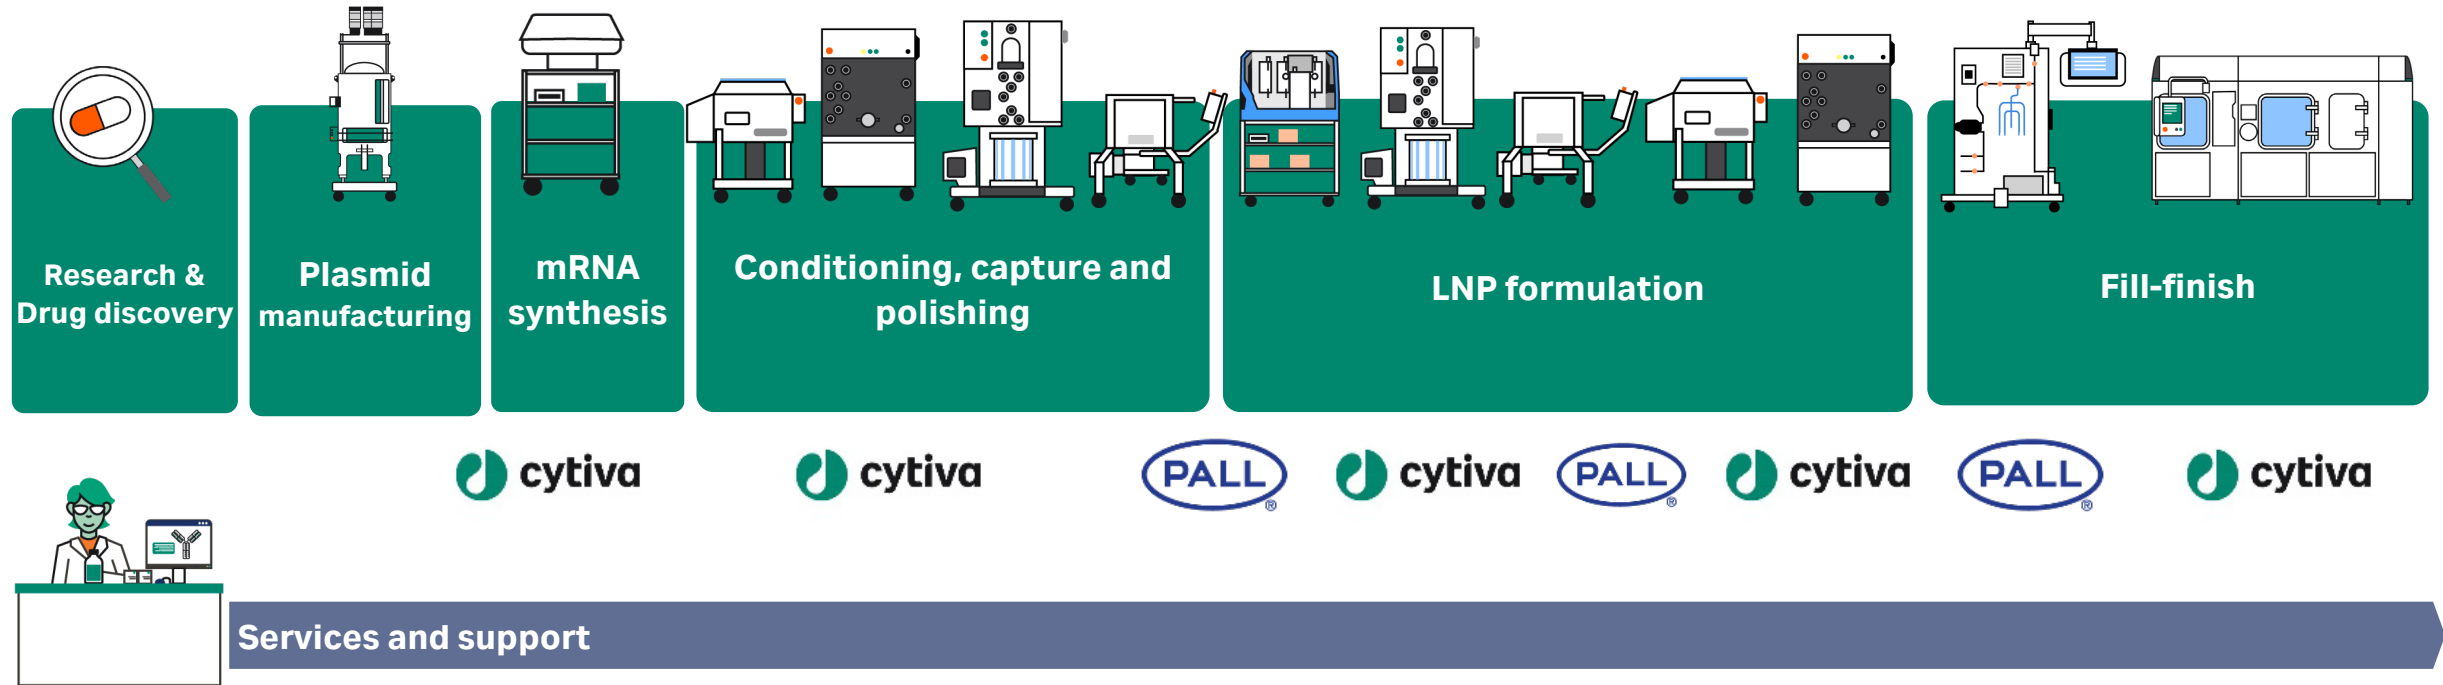 Research &
Drug discovery
Plasmid
manufacturing
mRNA
synthesis
Conditioning, capture and
polishing
LNP formulation
Fill-finish
cytiva
cytiva
PALL®
cytiva
PALL®
cytiva
PALL®
cytiva
Services and support